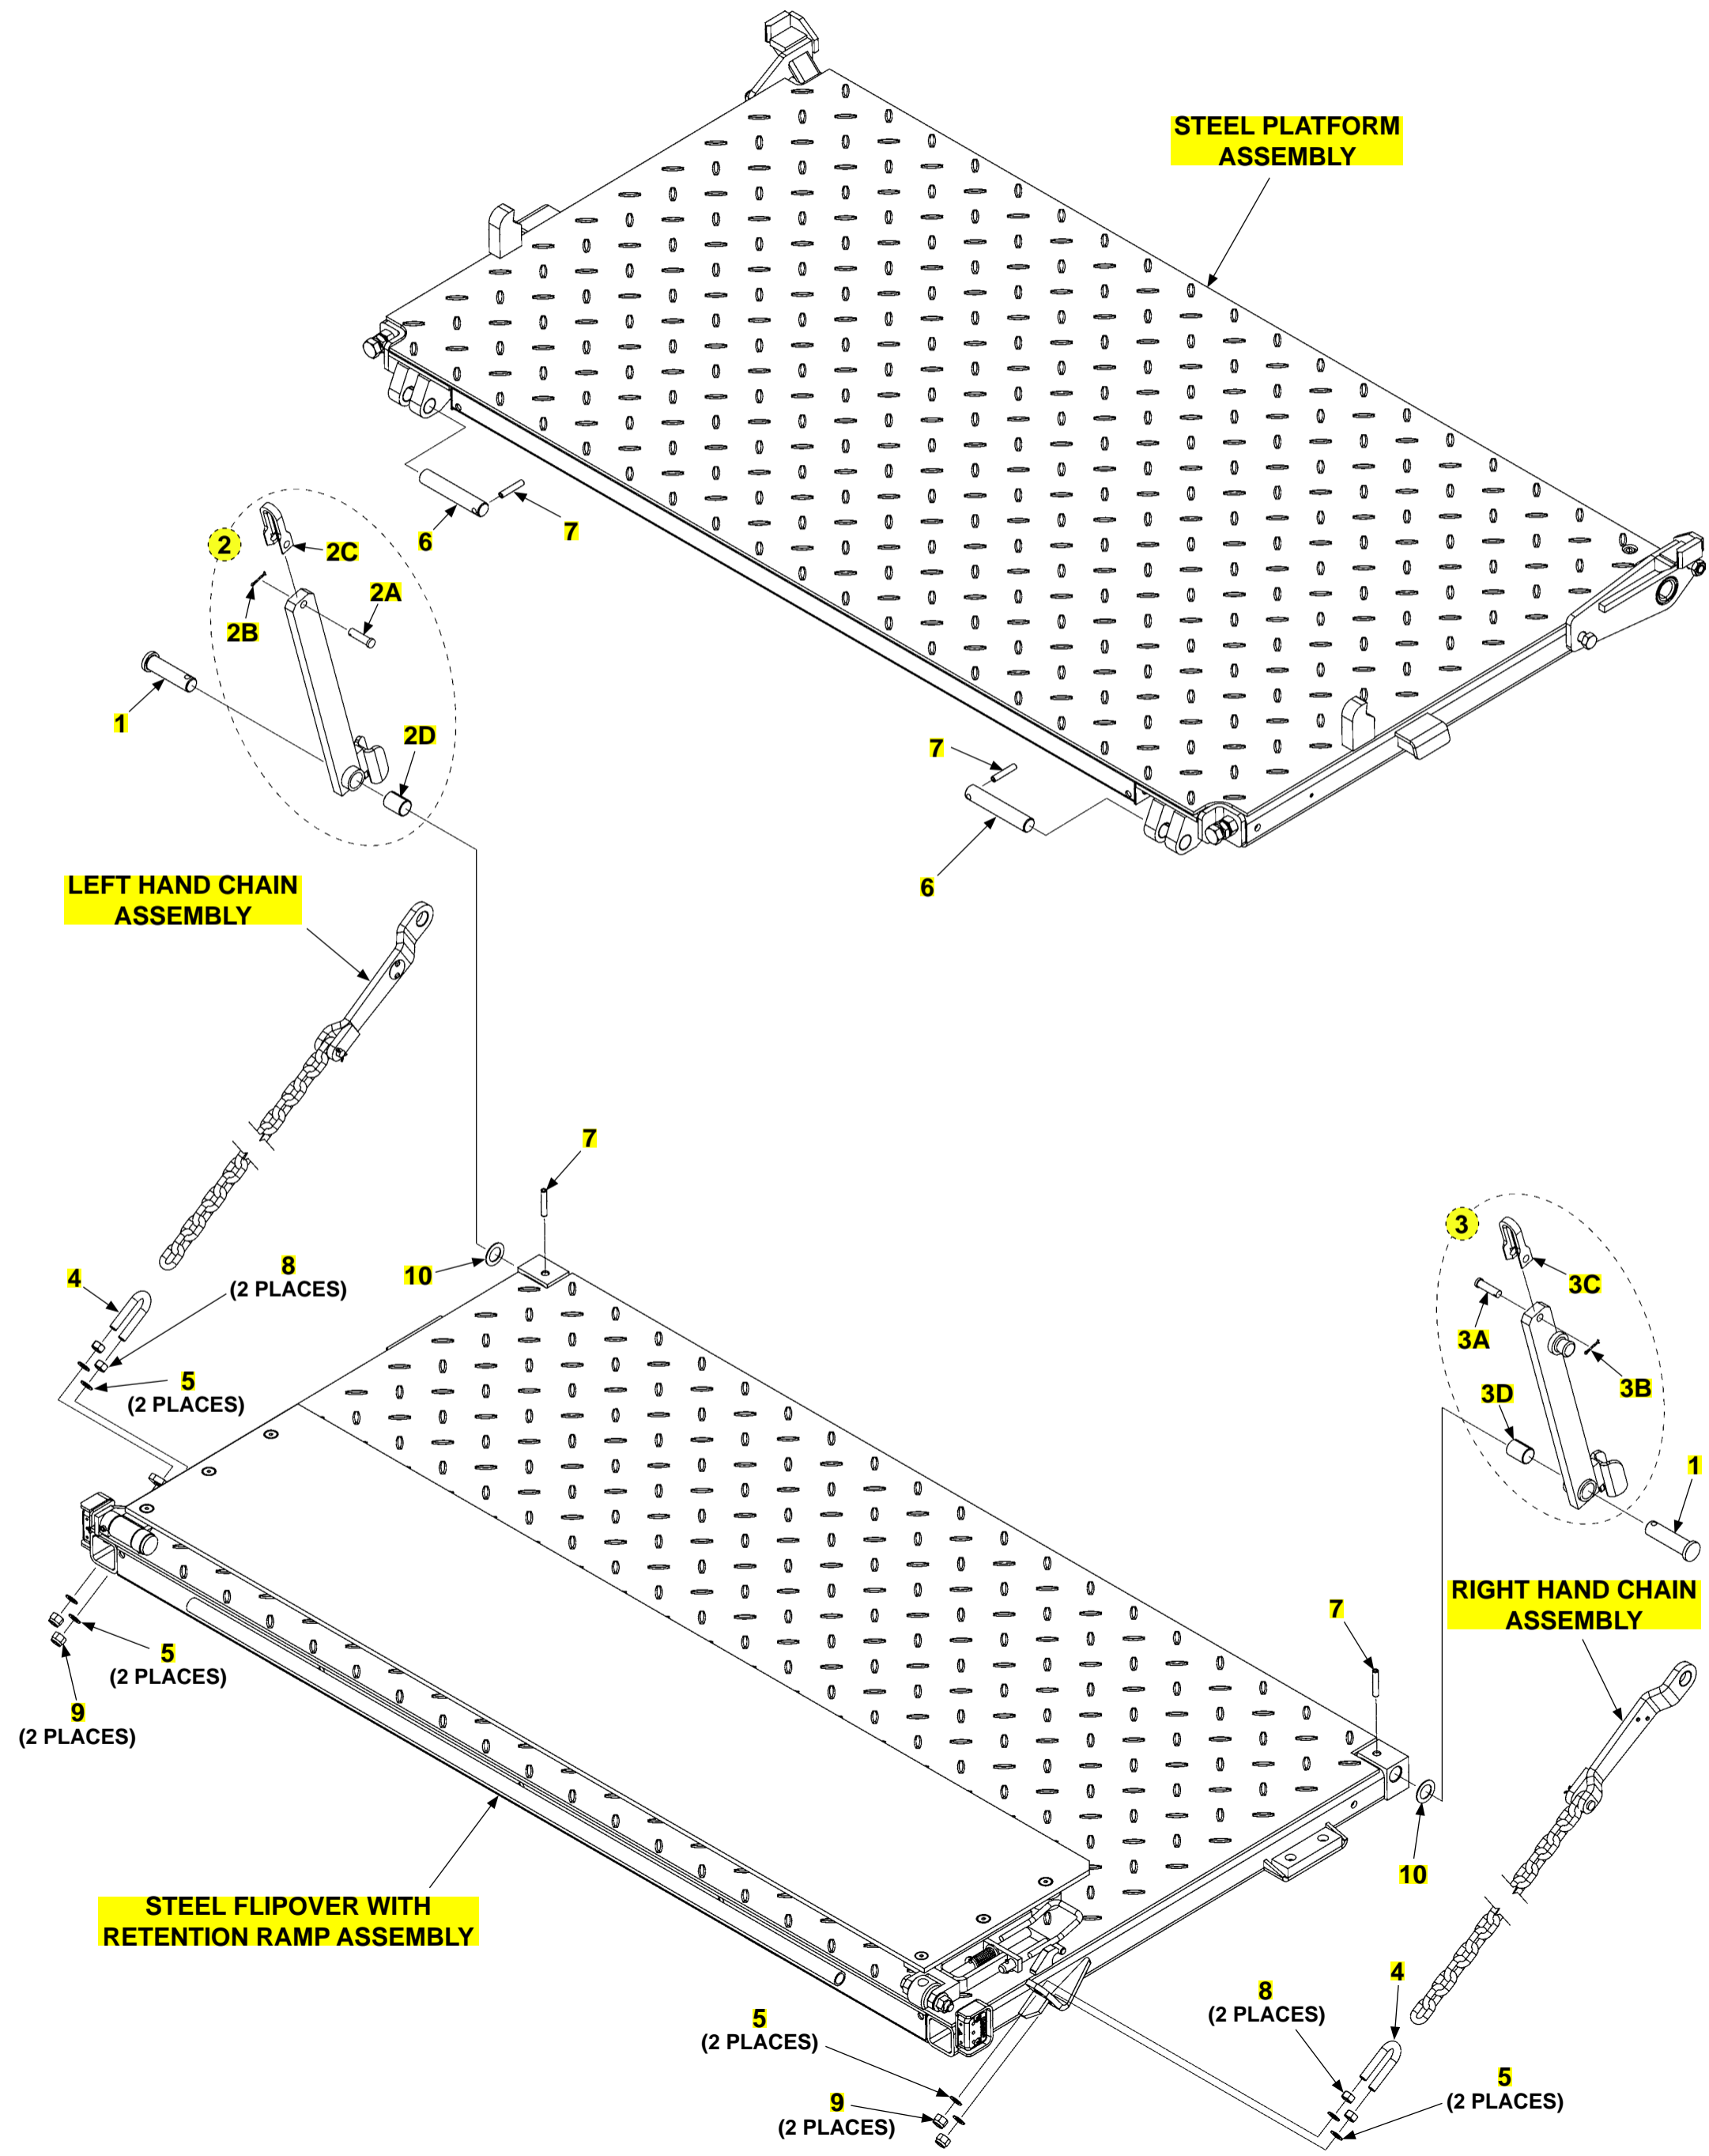 STEEL PLATFORM
ASSEMBLY
6
7
2
2C
2A
2B
1
2D
7
6
LEFT HAND CHAIN
ASSEMBLY
7
10
8
(2 PLACES)
4
5
(2 PLACES)
3
3C
3A
3B
3D
1
RIGHT HAND CHAIN
ASSEMBLY
7
5
(2 PLACES)
9
(2 PLACES)
10
STEEL FLIPOVER WITH
RETENTION RAMP ASSEMBLY
4
8
(2 PLACES)
5
(2 PLACES)
5
(2 PLACES)
9
(2 PLACES)